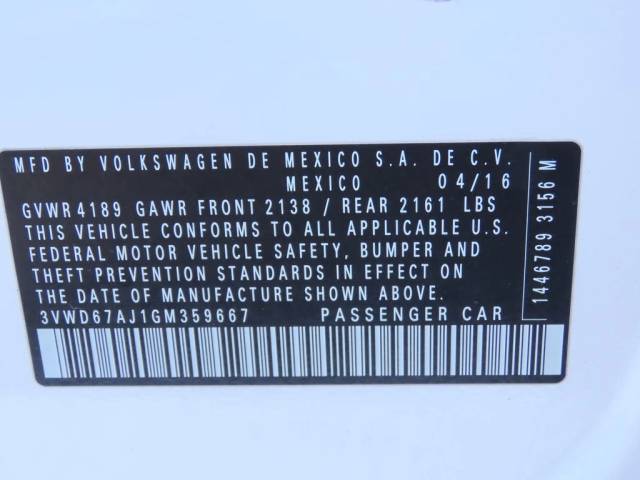 MFD BY VOLKSWAGEN DE MEXICO S.A. DE C.V.
MEXICO 04/16
GVWR 4189 GAWR FRONT 2138 / REAR 2161 LBS
THIS VEHICLE CONFORMS TO ALL APPLICABLE U.S.
FEDERAL MOTOR VEHICLE SAFETY, BUMPER AND
THEFT PREVENTION STANDARDS IN EFFECT ON
THE DATE OF MANUFACTURE SHOWN ABOVE.
3VWD67AJ1GM359667 PASSENGER CAR
1446789 3156 M